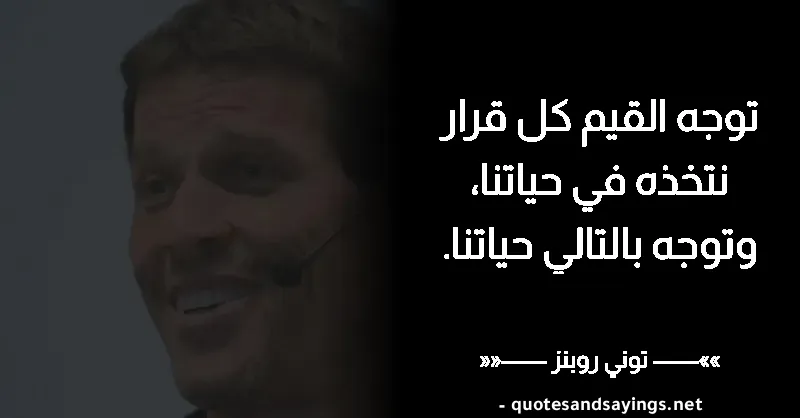 توجه القيم كل قرار
نتخذه في حياتنا،
وتوجه بالتالي حياتنا.
»»—— توني روبنز ——««
- quotesandsayings.net